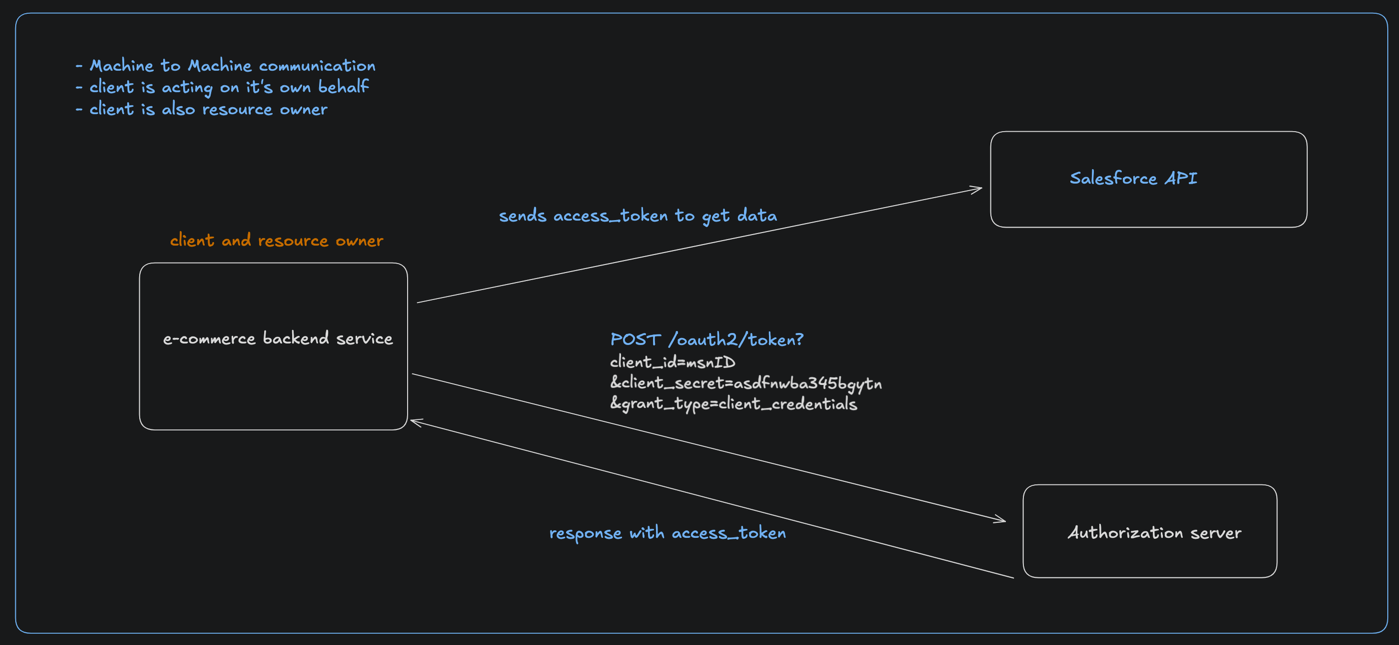 - Machine to Machine communication
- client is acting on it's own behalf
- client is also resource owner
Salesforce API
sends access_token to get data
client and resource owner
e-commerce backend service
POST /oauth2/token?
client_id=msnID
&client_secret=asdfnwba345bgytn
&grant_type=client_credentials
response with access_token
Authorization server